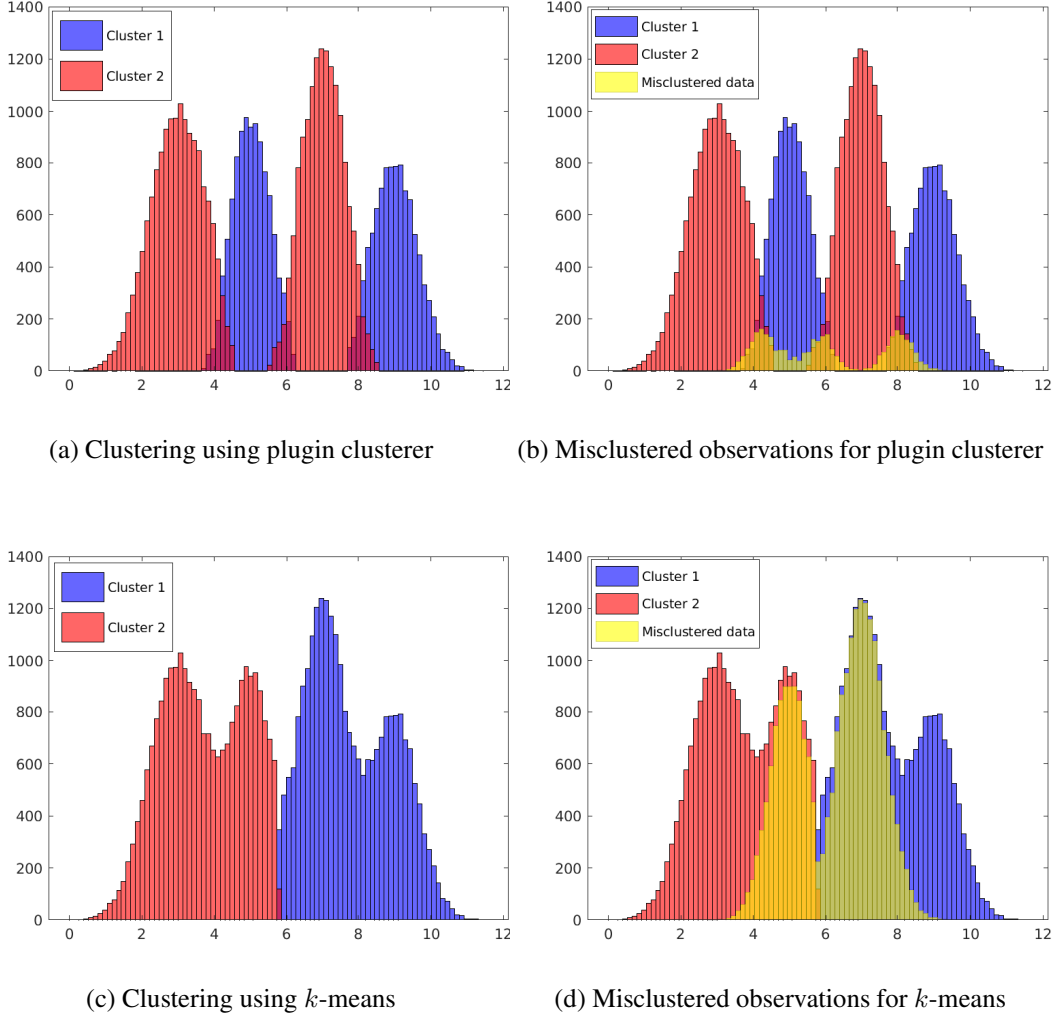 1400
1200
1000
800
600
400
200
0
0 2 4 6 8 10 12
Cluster 1
Cluster 2
(a) Clustering using plugin clusterer
1400
1200
1000
800
600
400
200
0
0 2 4 6 8 10 12
Cluster 1
Cluster 2
Misclustered data
(b) Misclustered observations for plugin clusterer
1400
1200
1000
800
600
400
200
0
0 2 4 6 8 10 12
Cluster 1
Cluster 2
(c) Clustering using k-means
1400
1200
1000
800
600
400
200
0
0 2 4 6 8 10 12
Cluster 1
Cluster 2
Misclustered data
(d) Misclustered observations for k-means